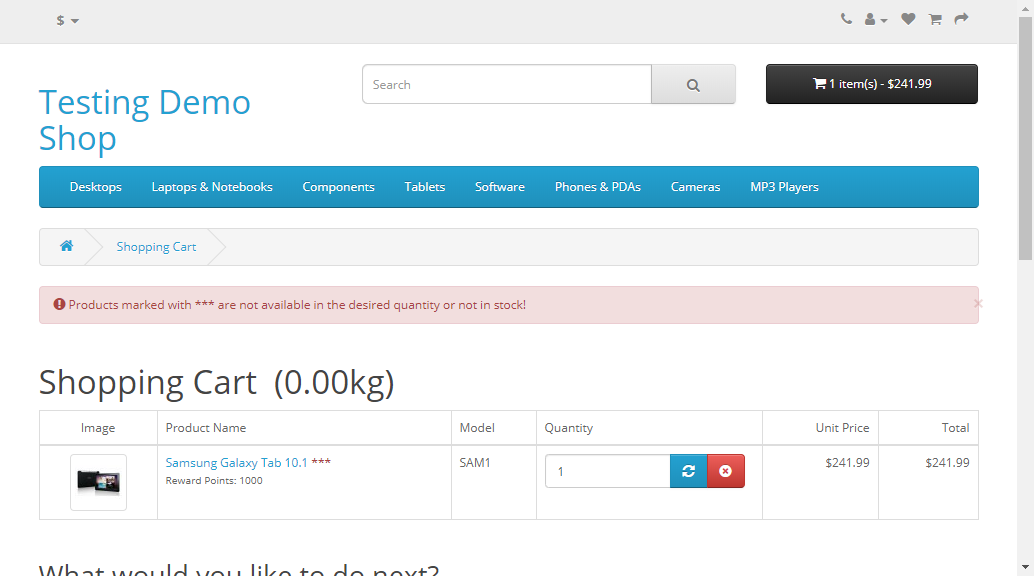 $
Testing Demo
Shop
Search
1 item(s) - $241.99
Desktops Laptops & Notebooks Components Tablets Software Phones & PDAs Cameras MP3 Players
Shopping Cart
Products marked with *** are not available in the desired quantity or not in stock!
×
Shopping Cart (0.00kg)
Image Product Name Model Quantity Unit Price Total
Samsung Galaxy Tab 10.1 *** SAM1 1 $241.99 $241.99
Reward Points: 1000
What would you like to do next?